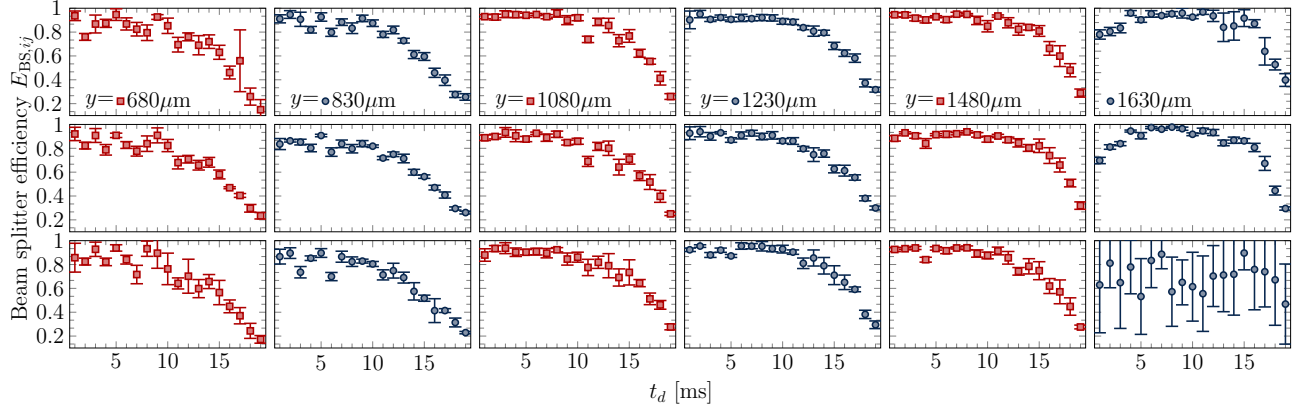 Beam splitter efficiency E_BS,ij
1
0.8
0.6
0.4
0.2
y= 680μm
y= 830μm
y= 1080μm
y= 1230μm
y= 1480μm
y= 1630μm
1
0.8
0.6
0.4
0.2
1
0.8
0.6
0.4
0.2
5 10 15 5 10 15 5 10 15 5 10 15 5 10 15 5 10 15
t_d [ms]